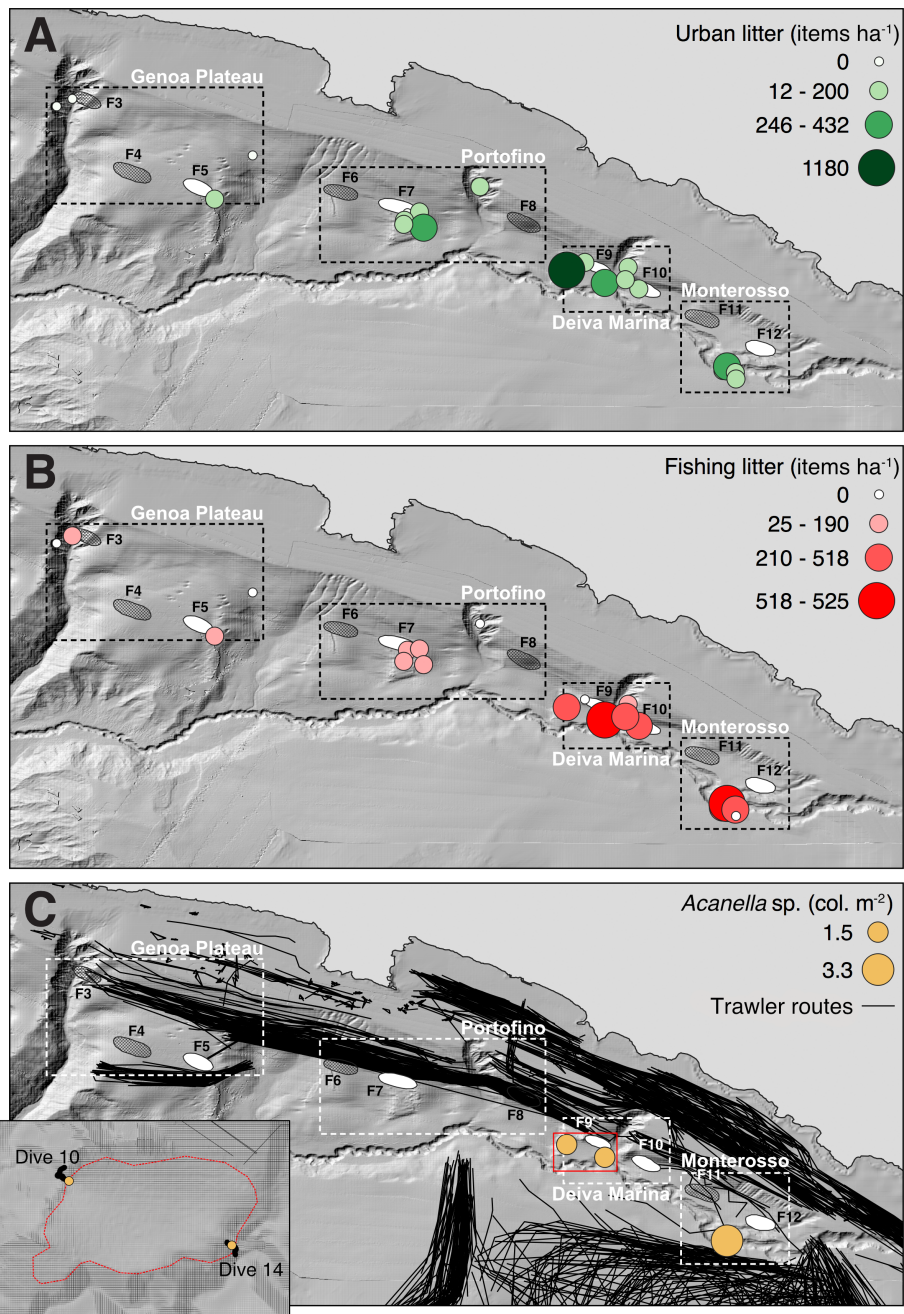 A
Urban litter (items ha-1)
0
12 - 200
246 - 432
1180
Genoa Plateau
F3
F4
F5
Portofino
F6
F7
F8
F9
F10
Deiva Marina
Monterosso
F11
F12
B
Fishing litter (items ha-1)
0
25 - 190
210 - 518
518 - 525
Genoa Plateau
F3
F4
F5
Portofino
F6
F7
F8
F9
F10
Deiva Marina
Monterosso
F11
F12
C
Acanella sp. (col. m-2)
1.5
3.3
Trawler routes
Genoa Plateau
F3
F4
F5
Portofino
F6
F7
F8
F9
F10
Deiva Marina
Monterosso
F11
F12
Dive 10
Dive 14